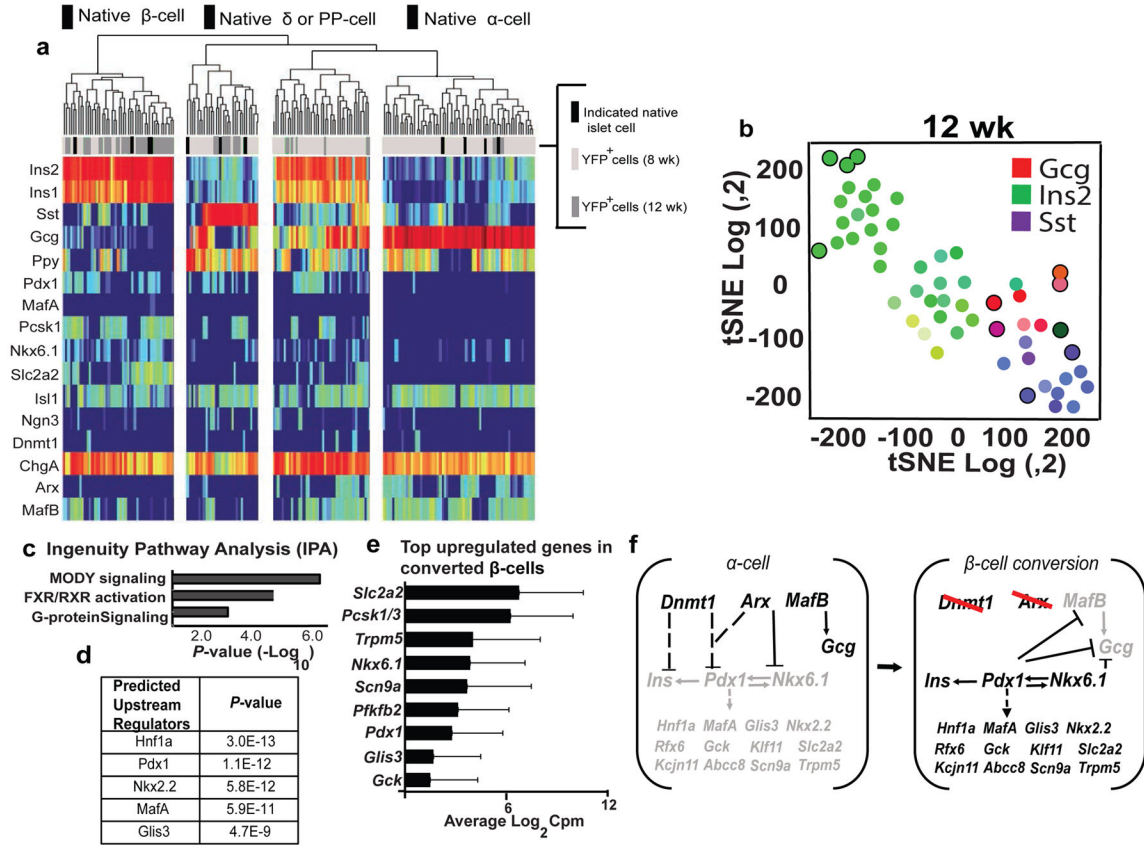 Native β-cell
Native δ or PP-cell
Native α-cell
a
Indicated native
islet cell
YFP+ cells (8 wk)
YFP+ cells (12 wk)
Ins2
Ins1
Sst
Gcg
Ppy
Pdx1
MafA
Pcsk1
Nkx6.1
Slc2a2
Isl1
Ngn3
Dnmt1
ChgA
Arx
MafB
b
12 wk
Gcg
Ins2
Sst
tSNE Log (,2)
200
100
0
-100
-200
-200 -100 0 100 200
tSNE Log (,2)
c Ingenuity Pathway Analysis (IPA)
MODY signaling
FXR/RXR activation
G-proteinSignaling
2.0 4.0 6.0
P-value (-Log10)
d
Predicted Upstream Regulators P-value
Hnf1a 3.0E-13
Pdx1 1.1E-12
Nkx2.2 5.8E-12
MafA 5.9E-11
Glis3 4.7E-9
e Top upregulated genes in
converted β-cells
Slc2a2
Pcsk1/3
Trpm5
Nkx6.1
Scn9a
Pfkfb2
Pdx1
Glis3
Gck
6 12
Average Log2Cpm
f
α-cell
Dnmt1 Arx MafB
Gcg
Ins Pdx1 Nkx6.1
Hnf1a MafA Glis3 Nkx2.2
Rfx6 Gck Klf11 Slc2a2
Kcjn11 Abcc8 Scn9a Trpm5
β-cell conversion
Dnmt1 Arx MafB
Gcg
Ins Pdx1 Nkx6.1
Hnf1a MafA Glis3 Nkx2.2
Rfx6 Gck Klf11 Slc2a2
Kcjn11 Abcc8 Scn9a Trpm5